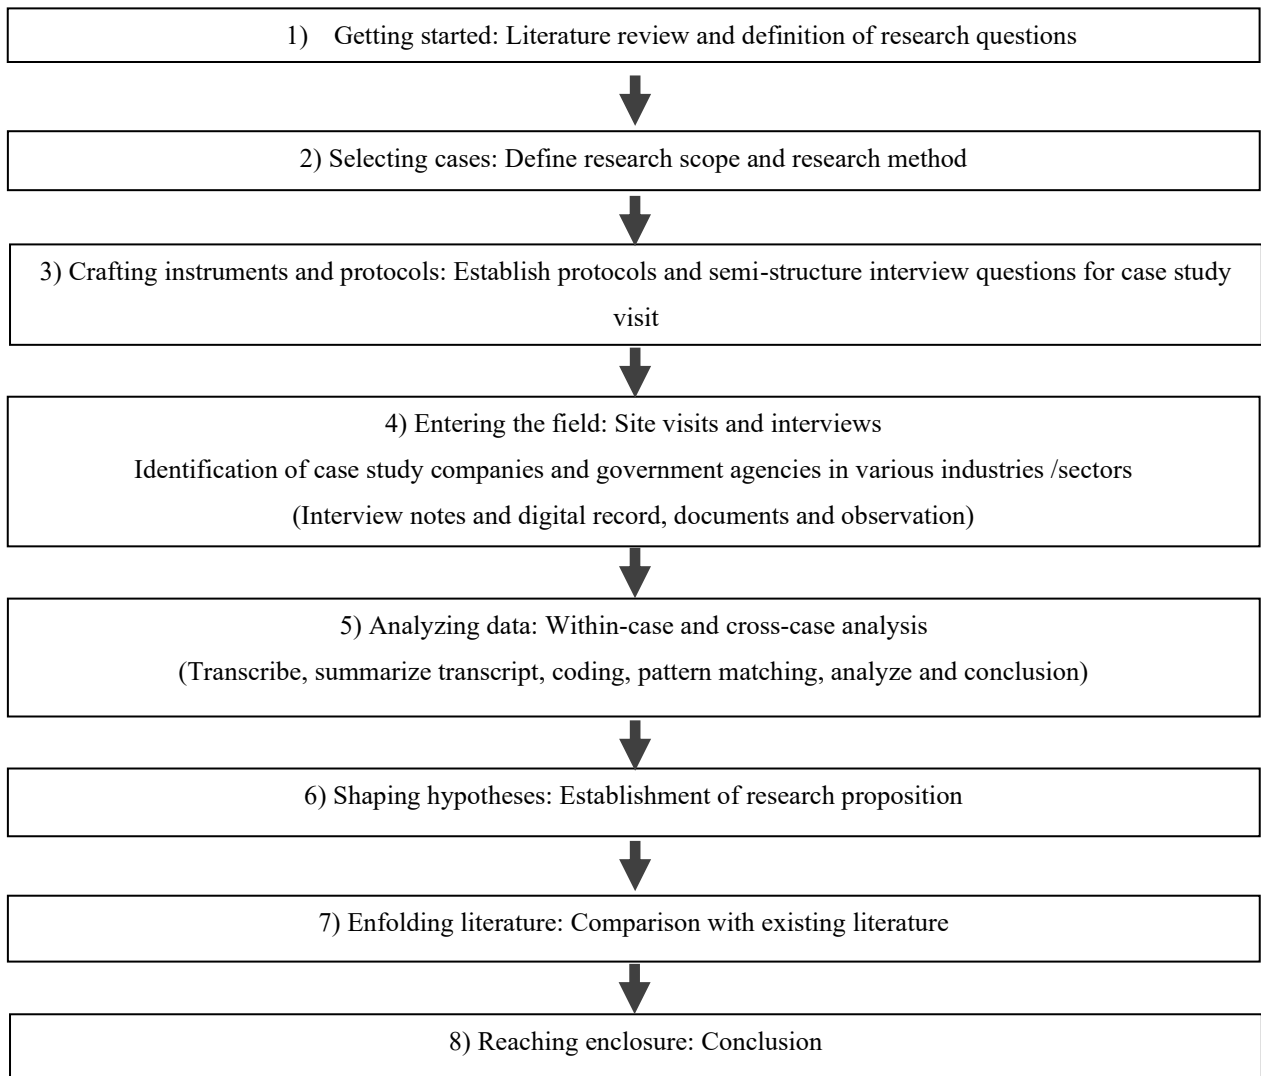 1) Getting started: Literature review and definition of research questions
2) Selecting cases: Define research scope and research method
3) Crafting instruments and protocols: Establish protocols and semi-structure interview questions for case study
visit
4) Entering the field: Site visits and interviews
Identification of case study companies and government agencies in various industries /sectors
(Interview notes and digital record, documents and observation)
5) Analyzing data: Within-case and cross-case analysis
(Transcribe, summarize transcript, coding, pattern matching, analyze and conclusion)
6) Shaping hypotheses: Establishment of research proposition
7) Enfolding literature: Comparison with existing literature
8) Reaching enclosure: Conclusion